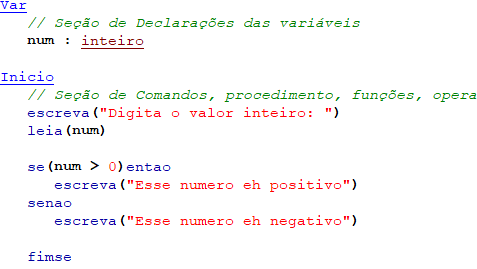 Var
// Seção de Declarações das variáveis
num : inteiro
Inicio
// Seção de Comandos, procedimento, funções, opera
escreva("Digita o valor inteiro: ")
leia(num)
se(num > 0)entao
escreva("Esse numero eh positivo")
senao
escreva("Esse numero eh negativo")
fimse